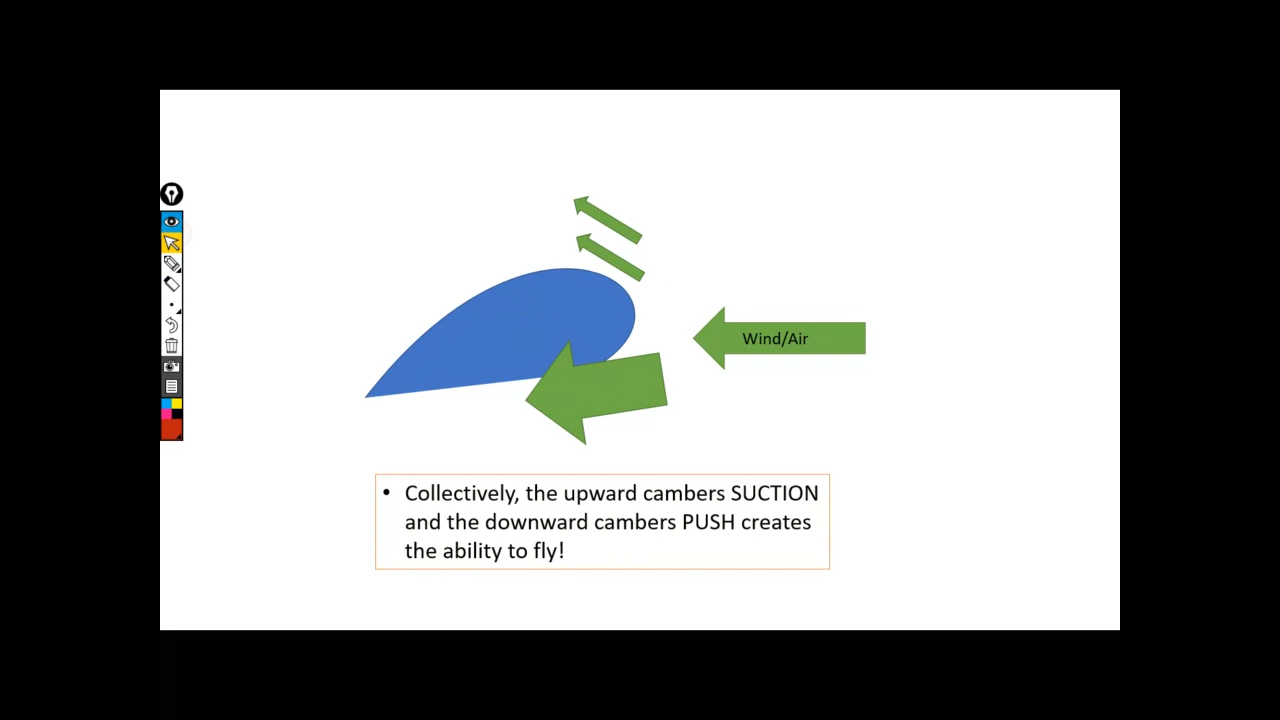 Wind/Air
• Collectively, the upward cambers SUCTION
and the downward cambers PUSH creates
the ability to fly!